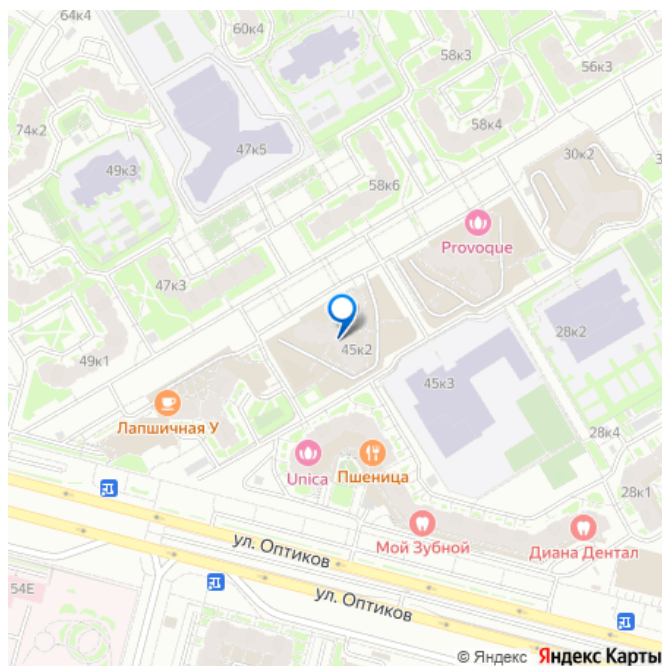 64к4
60к4
58к3
56к3
74к2
58к4
47к5
30к2
49к3
58к6
Provoque
47к3
28к2
45к2
49к1
45к3
Лапшичная У
28к4
Unica
Пшеница
28к1
ул. Оптиков
Мой Зубной
Диана Дентал
54Е
ул. Оптиков
© Яндекс Яндекс Карты